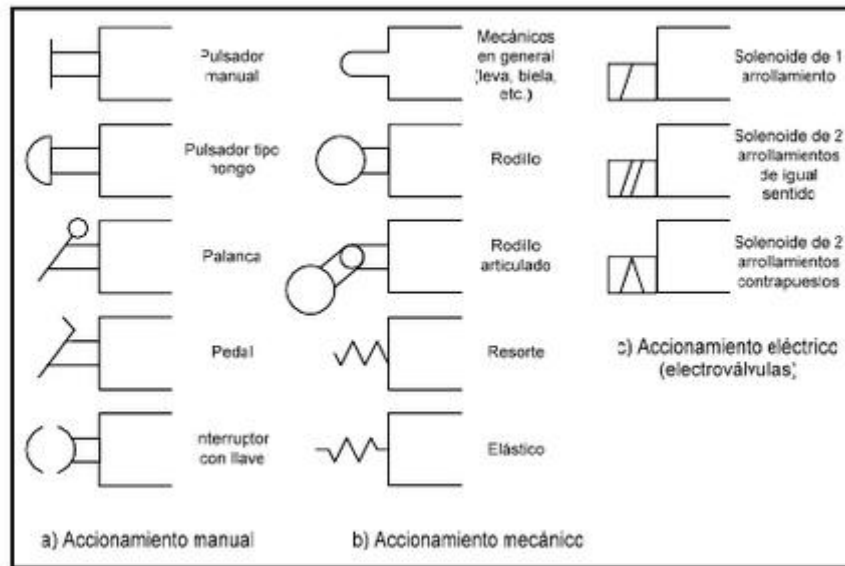 Pulsador
manual
Pulsador tipo
hongo
Palanca
Pedal
nterruptor
con llave
a) Accionamiento manual
Mecánicos
en general
(leva, biela,
etc.)
Rodillo
Rodillo
articulado
Resorte
Elástico
b) Accionamiento mecánico
Solenoide de 1
arrollamiento
Solenoide de 2
arrollamientos
de igual
sentido
Solenoide de 2
arrollamientos
contrapuestos
c) Accionamiento eléctrico
(electroválvulas)